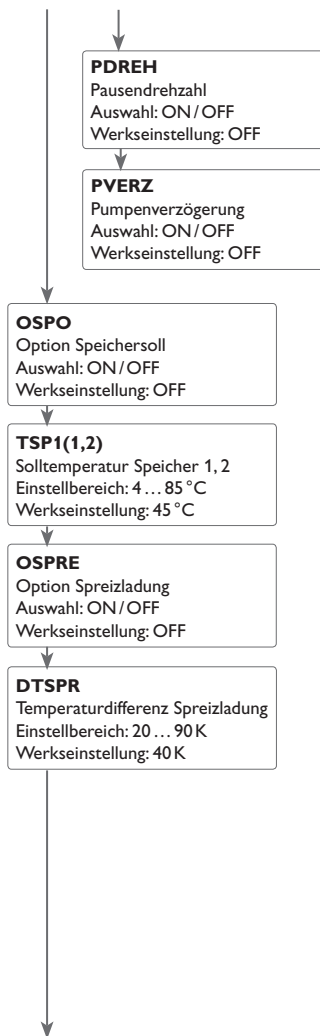 PDREH
Pausendrehzahl
Auswahl: ON / OFF
Werkseinstellung: OFF
PVERZ
Pumpenverzögerung
Auswahl: ON / OFF
Werkseinstellung: OFF
OSPO
Option Speichersoll
Auswahl: ON / OFF
Werkseinstellung: OFF
TSP1(1,2)
Solltemperatur Speicher 1, 2
Einstellbereich: 4 … 85 °C
Werkseinstellung: 45 °C
OSPRE
Option Spreizladung
Auswahl: ON / OFF
Werkseinstellung: OFF
DTSPR
Temperaturdifferenz Spreizladung
Einstellbereich: 20 … 90 K
Werkseinstellung: 40 K